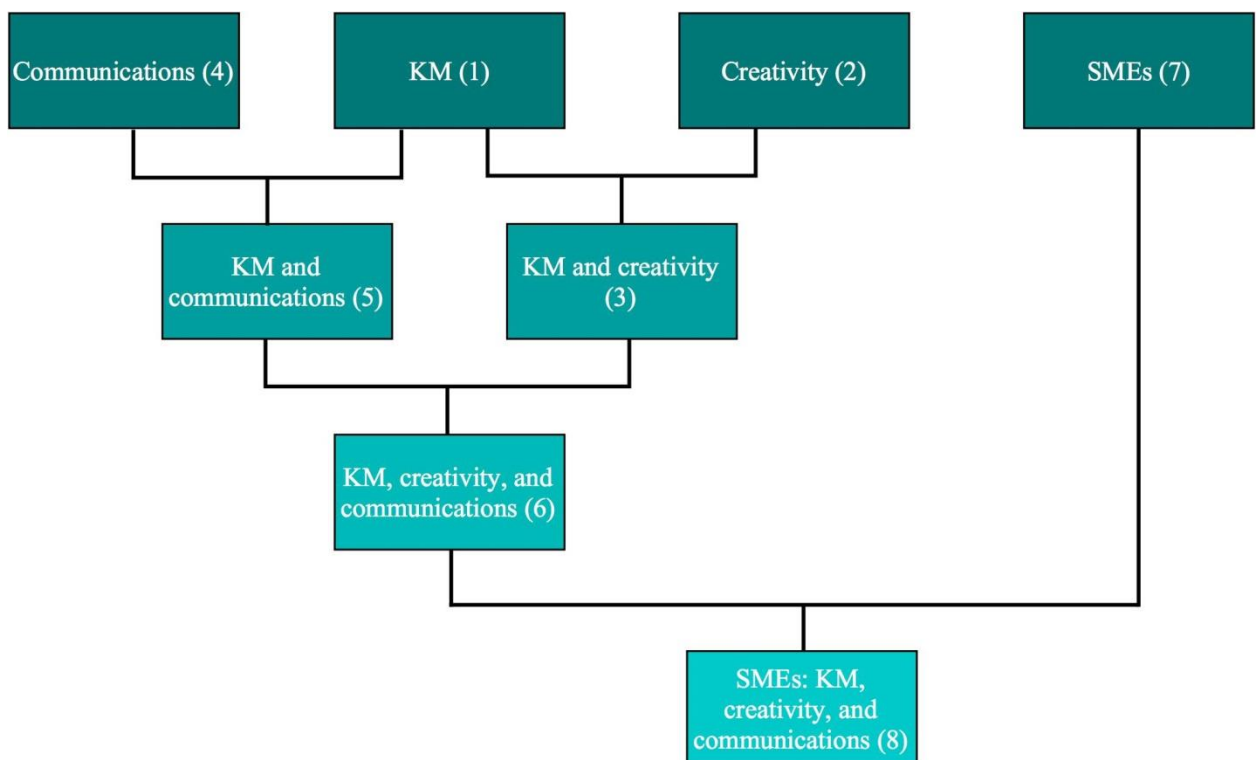 Communications (4)
KM (1)
Creativity (2)
SMEs (7)
KM and
communications (5)
KM and creativity
(3)
KM, creativity, and
communications (6)
SMEs: KM,
creativity, and
communications (8)